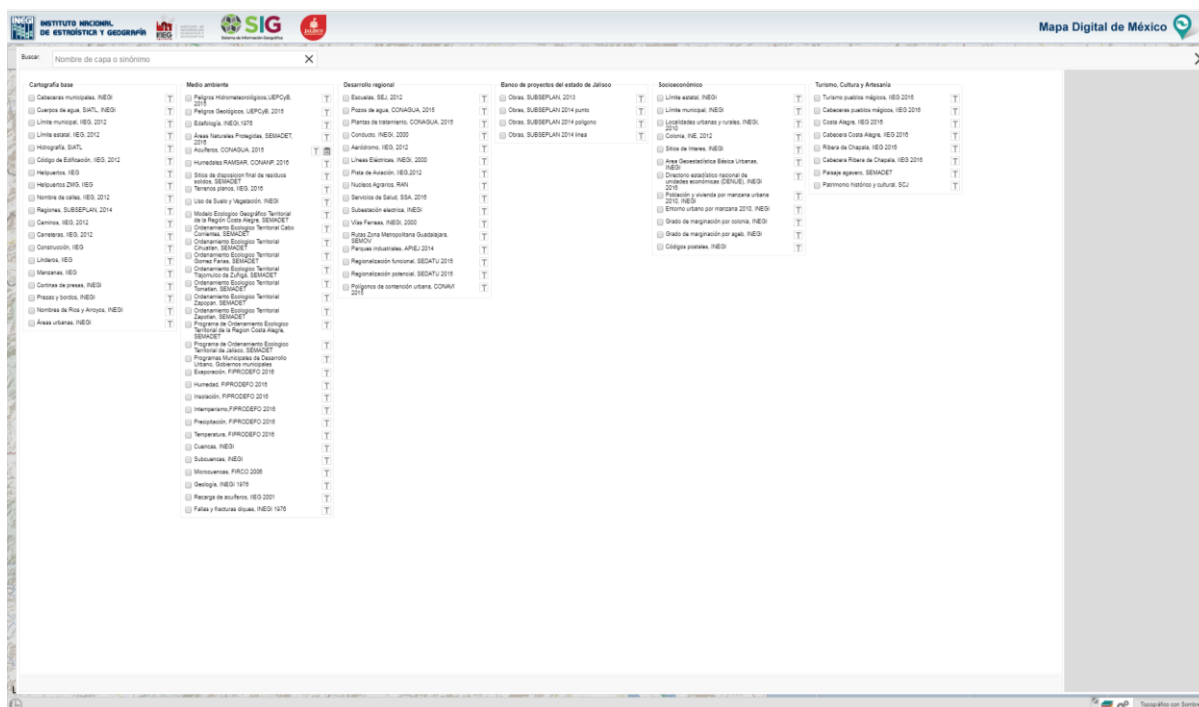 INEGI
INSTITUTO NACIONAL
DE ESTADÍSTICA Y GEOGRAFÍA
IIEG
SIG
Sistema de Información Geográfica
JALISCO
Mapa Digital de México
Buscar:
Nombre de capa o sinónimo
Cartografía base
Cabeceras municipales, INEGI
Cuerpos de agua, SIATL, INEGI
Límite municipal, IIEG, 2012
Límite estatal, IIEG, 2012
Hidrografía, SIATL
Código de Edificación, IIEG, 2012
Helipuertos, IIEG
Helipuertos ZMG, IIEG
Nombre de calles, IIEG, 2012
Regiones, SUBSEPLAN, 2014
Caminos, IIEG, 2012
Carreteras, IIEG, 2012
Construcción, IIEG
Linderos, IIEG
Manzanas, IIEG
Cortinas de presas, INEGI
Presas y bordos, INEGI
Nombres de Ríos y Arroyos, INEGI
Áreas urbanas, INEGI
Medio ambiente
Peligros Hidrometeorológicos, UEPCyB,
2015
Peligros Geológicos, UEPCyB, 2015
Edafología, INEGI, 1976
Áreas Naturales Protegidas, SEMADET,
2016
Acuíferos, CONAGUA, 2015
Humedales RAMSAR, CONANP, 2016
Sitios de disposicion final de residuos
solidos, SEMADET
Terrenos planos, IIEG, 2016
Uso de Suelo y Vegetación, INEGI
Modelo Ecologico Geográfico Territorial
de la Región Costa Alegre, SEMADET
Ordenamiento Ecologico Territorial Cabo
Corrientes, SEMADET
Ordenamiento Ecologico Territorial
Cihuatlan, SEMADET
Ordenamiento Ecologico Territorial
Gomez Farias, SEMADET
Ordenamiento Ecologico Territorial
Tlajomulco de Zuñiga, SEMADET
Ordenamiento Ecologico Territorial
Tomatlan, SEMADET
Ordenamiento Ecologico Territorial
Zapopan, SEMADET
Ordenamiento Ecologico Territorial
Zapotlan, SEMADET
Programa de Ordenamiento Ecologico
Territorial de la Region Costa Alegre,
SEMADET
Programa de Ordenamiento Ecologico
Territorial de Jalisco, SEMADET
Programas Municipales de Desarrollo
Urbano, Gobiernos municipales
Evaporación, FIPRODEFO 2016
Humedad, FIPRODEFO 2016
Insolación, FIPRODEFO 2016
Intemperismo,FIPRODEFO 2016
Precipitación, FIPRODEFO 2016
Temperatura, FIPRODEFO 2016
Cuencas, INEGI
Subcuencas, INEGI
Microcuencas, FIRCO 2006
Geología, INEGI 1976
Recarga de acuíferos, IIEG 2001
Fallas y fracturas diques, INEGI 1976
Desarrollo regional
Escuelas, SEJ, 2012
Pozos de agua, CONAGUA, 2015
Plantas de tratamiento, CONAGUA, 2015
Conducto, INEGI, 2000
Aeródromo, IIEG, 2012
Líneas Eléctricas, INEGI, 2000
Pista de Aviación, IIEG,2012
Nucleos Agrarios, RAN
Servicios de Salud, SSA, 2016
Subestación electrica, INEGI
Vías Ferreas, INEGI, 2000
Rutas Zona Metropolitana Guadalajara,
SEMOV
Parques industriales, APIEJ 2014
Regionalización funcional, SEDATU 2015
Regionalización potencial, SEDATU 2015
Polígonos de contención urbana, CONAVI
2015
Banco de proyectos del estado de Jalisco
Obras, SUBSEPLAN, 2013
Obras, SUBSEPLAN 2014 punto
Obras, SUBSEPLAN 2014 polígono
Obras, SUBSEPLAN 2014 línea
Socioeconómico
Límite estatal, INEGI
Límite municipal, INEGI
Localidades urbanas y rurales, INEGI,
2010
Colonia, INE, 2012
Sitios de Interes, INEGI
Area Geoestadística Básica Urbanas,
INEGI
Directorio estadístico nacional de
unidades económicas (DENUE), INEGI
2016
Población y vivienda por manzana urbana
2010, INEGI
Entorno urbano por manzana 2010, INEGI
Grado de marginación por colonia, INEGI
Grado de marginación por ageb, INEGI
Códigos postales, INEGI
Turismo, Cultura y Artesanía
Turismo pueblos mágicos, IIEG 2016
Cabeceras pueblos mágicos, IIEG 2016
Costa Alegre, IIEG 2016
Cabecera Costa Alegre, IIEG 2016
Ribera de Chapala, IIEG 2016
Cabecera Ribera de Chapala, IIEG 2016
Paisaje agavero, SEMADET
Patrimonio histórico y cultural, SCJ
Topográfico con Sombr